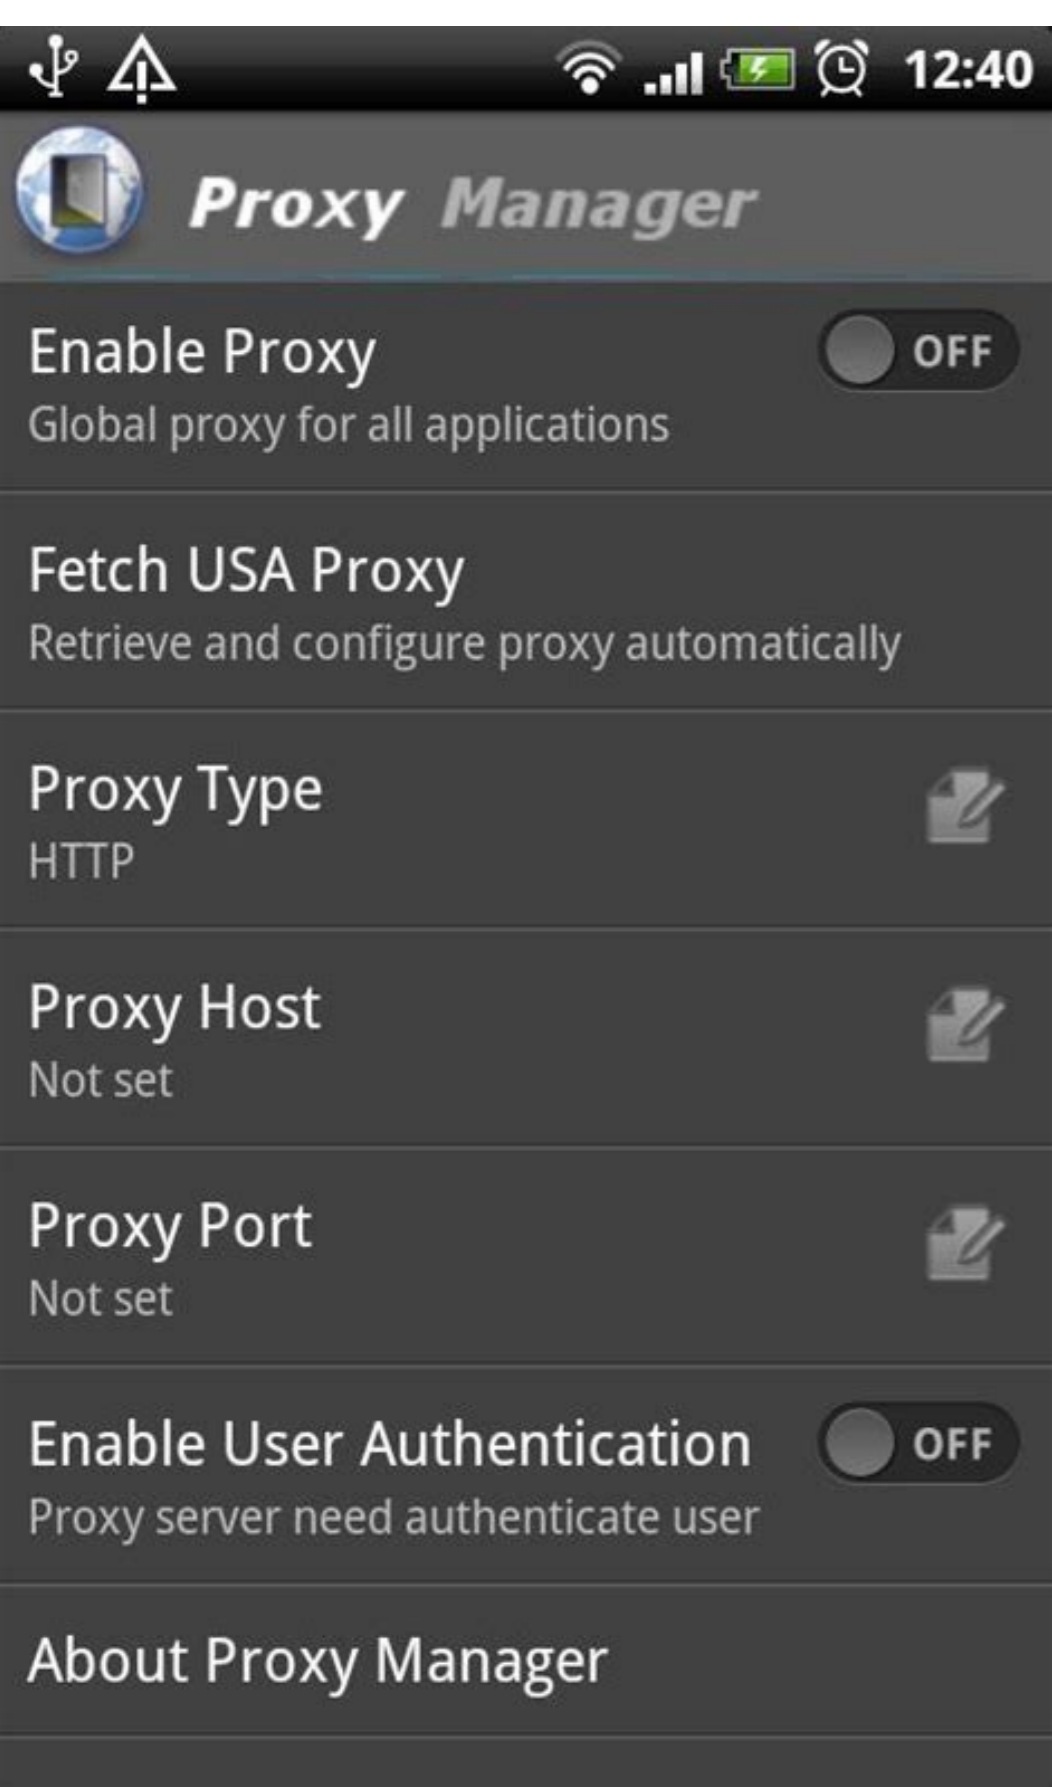 12:40
Proxy Manager
Enable Proxy
OFF
Global proxy for all applications
Fetch USA Proxy
Retrieve and configure proxy automatically
Proxy Type
HTTP
Proxy Host
Not set
Proxy Port
Not set
Enable User Authentication
OFF
Proxy server need authenticate user
About Proxy Manager